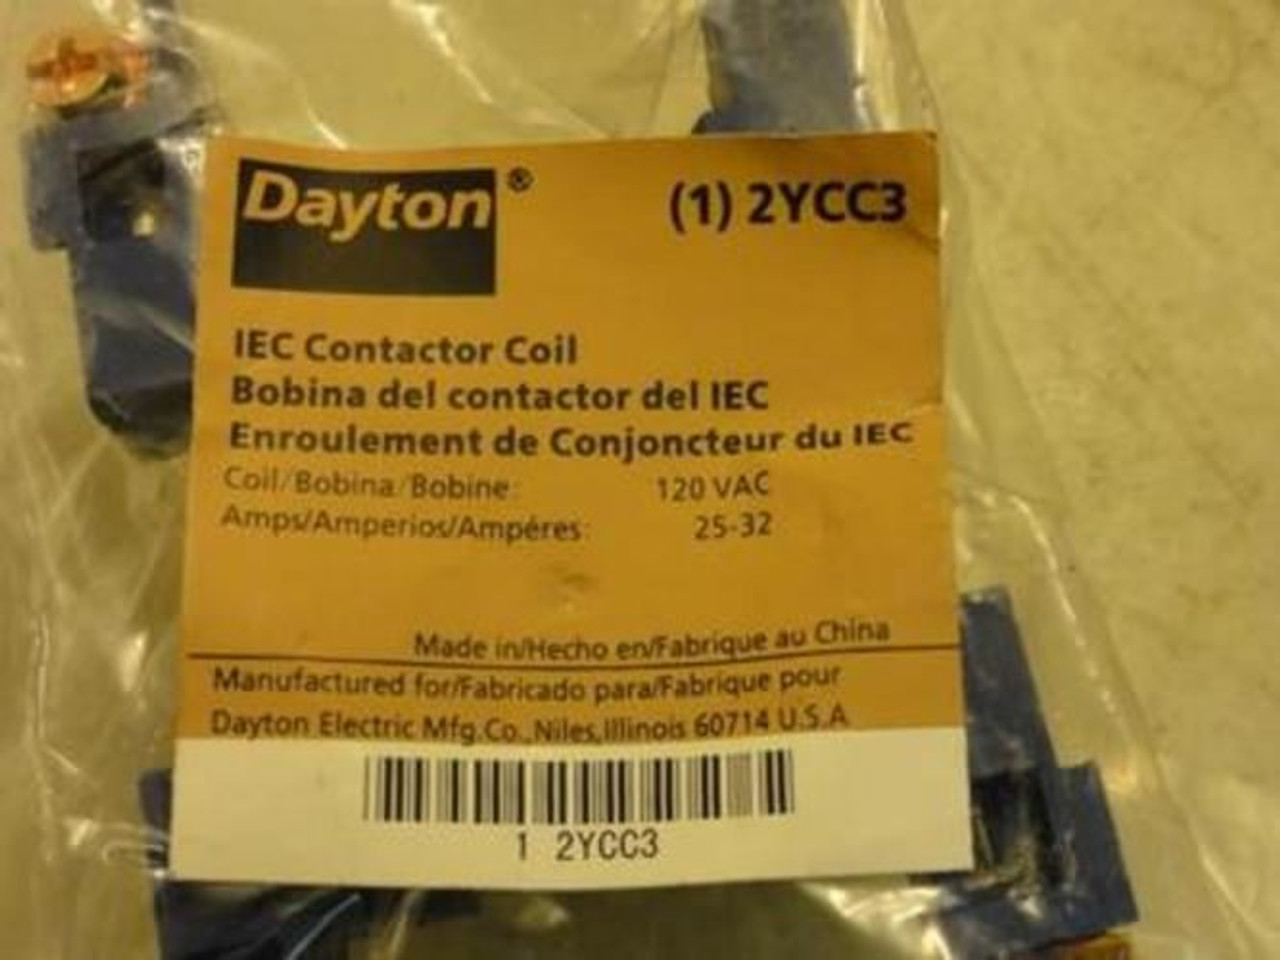 Dayton®
(1) 2YCC3
IEC Contactor Coil
Bobina del contactor del IEC
Enroulement de Conjoncteur du IEC
Coil/Bobina/Bobine: 120 VAC
Amps/Amperios/Ampéres: 25-32
Made in/Hecho en/Fabrique au China
Manufactured for/Fabricado para/Fabrique pour
Dayton Electric Mfg.Co.,Niles,Illinois 60714 U.S.A
1 2YCC3